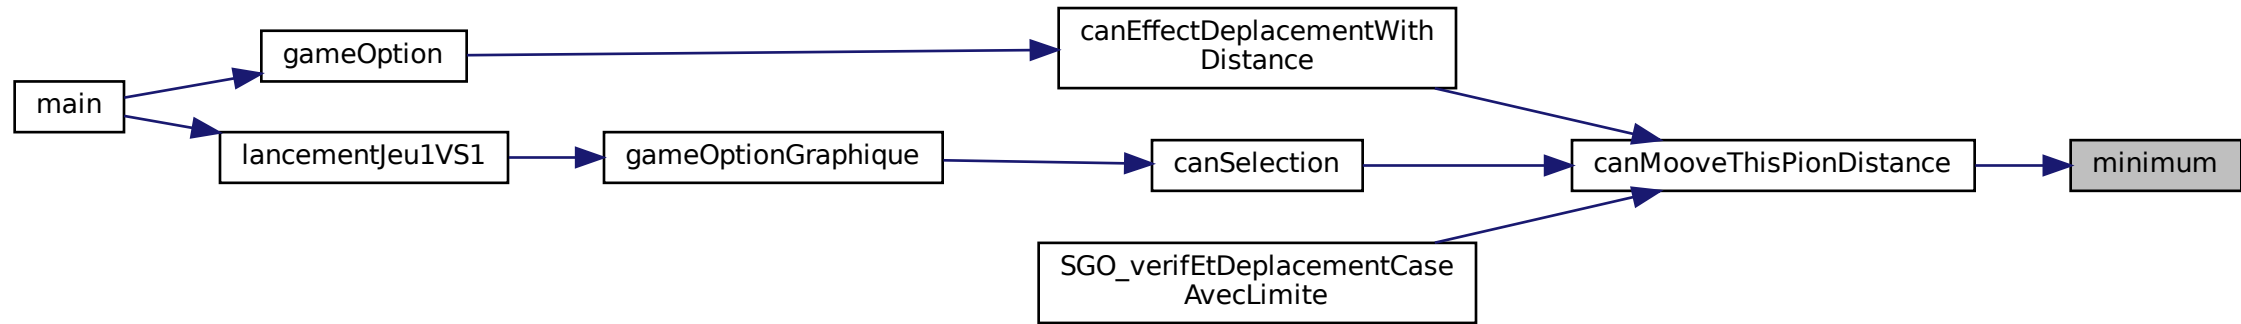 main
gameOption
lancementJeu1VS1
gameOptionGraphique
canEffectDeplacementWith
Distance
canSelection
SGO_verifEtDeplacementCase
AvecLimite
canMooveThisPionDistance
minimum